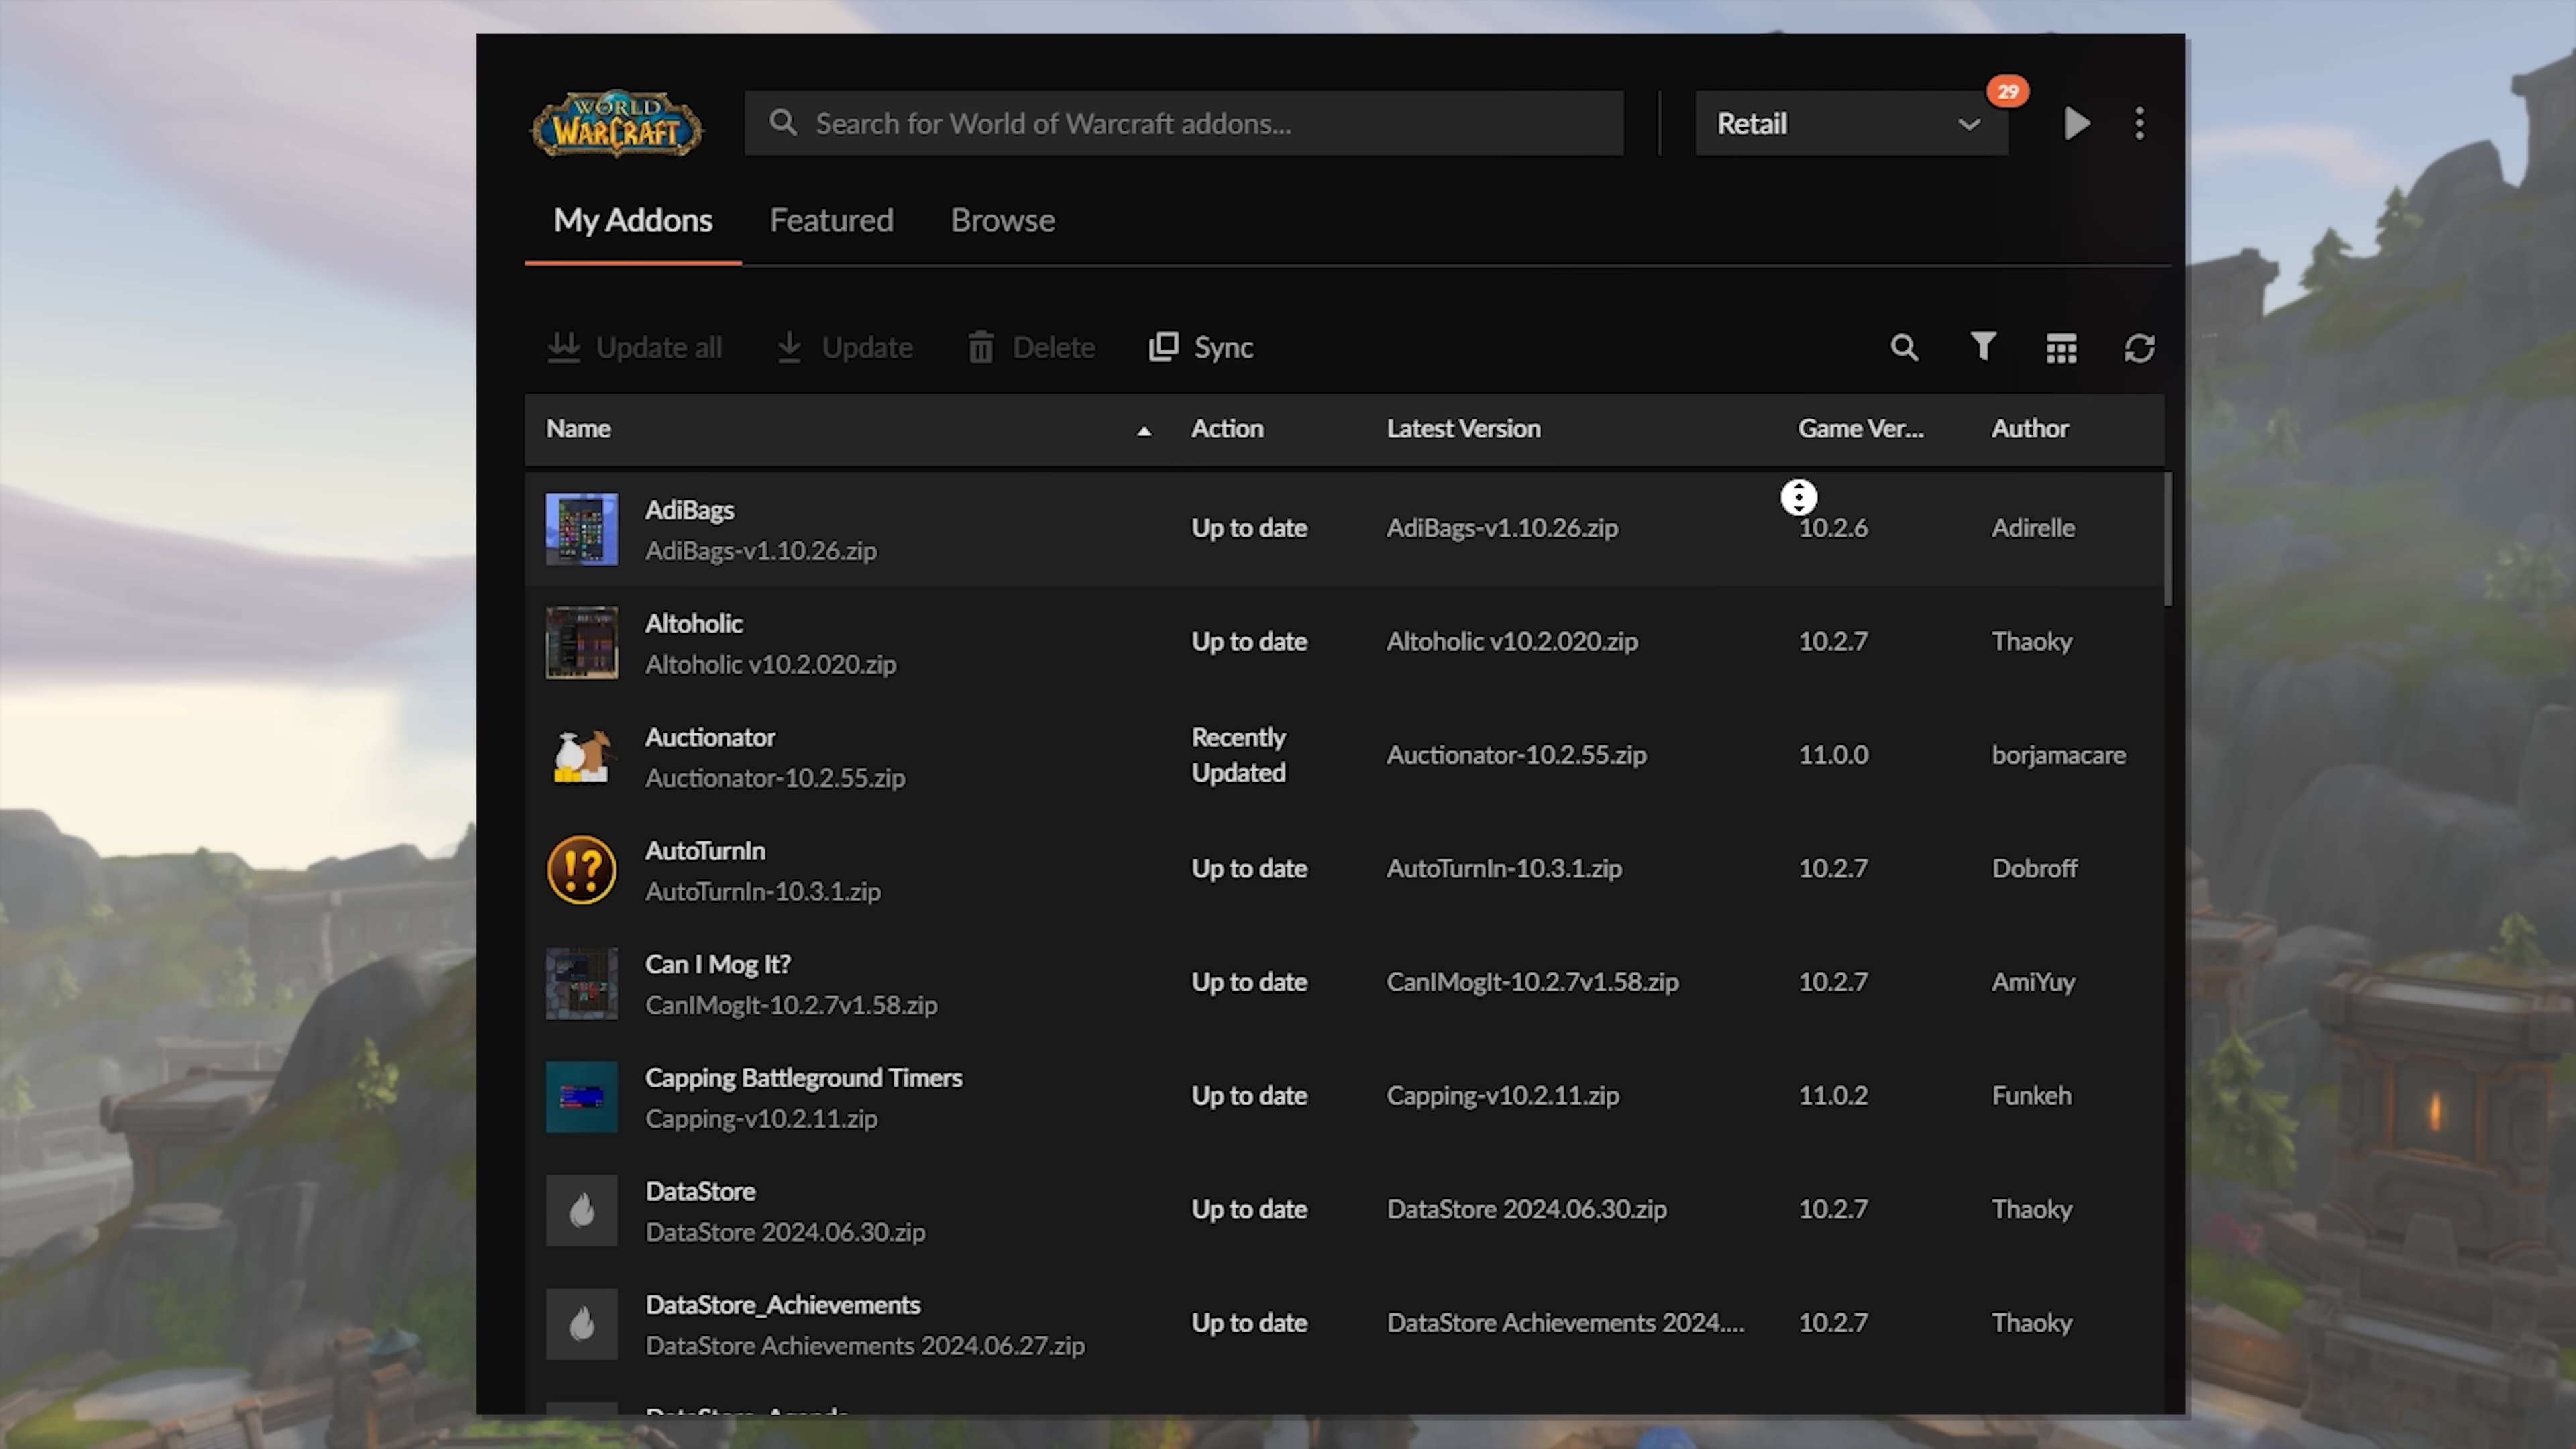 WORLD
WARCRAFT
Search for World of Warcraft addons...
Retail
29
My Addons
Featured
Browse
Update all
Update
Delete
Sync
Name
Action
Latest Version
Game Ver...
Author
AdiBags
AdiBags-v1.10.26.zip
Up to date
AdiBags-v1.10.26.zip
10.2.6
Adirelle
Altoholic
Altoholic v10.2.020.zip
Up to date
Altoholic v10.2.020.zip
10.2.7
Thaoky
Auctionator
Auctionator-10.2.55.zip
Recently
Updated
Auctionator-10.2.55.zip
11.0.0
borjamacare
!?
AutoTurnIn
AutoTurnIn-10.3.1.zip
Up to date
AutoTurnIn-10.3.1.zip
10.2.7
Dobroff
Can I Mog It?
CanIMogIt-10.2.7v1.58.zip
Up to date
CanIMogIt-10.2.7v1.58.zip
10.2.7
AmiYuy
Capping Battleground Timers
Capping-v10.2.11.zip
Up to date
Capping-v10.2.11.zip
11.0.2
Funkeh
DataStore
DataStore 2024.06.30.zip
Up to date
DataStore 2024.06.30.zip
10.2.7
Thaoky
DataStore_Achievements
DataStore Achievements 2024.06.27.zip
Up to date
DataStore Achievements 2024....
10.2.7
Thaoky